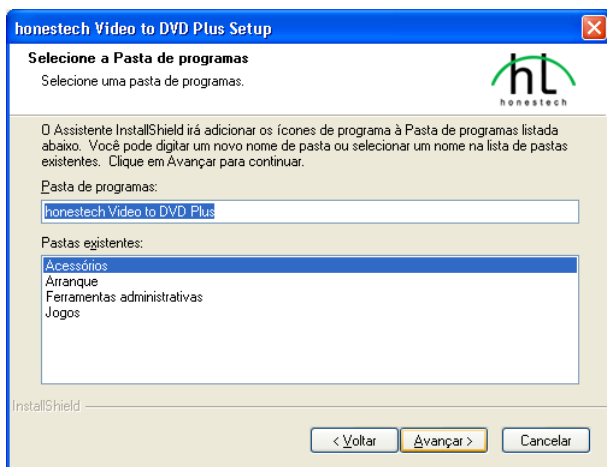 honestech Video to DVD Plus Setup
Selecione a Pasta de programas
Selecione uma pasta de programas.
hl
honestech
O Assistente InstallShield irá adicionar os ícones de programa à Pasta de programas listada
abaixo. Você pode digitar um novo nome de pasta ou selecionar um nome na lista de pastas
existentes. Clique em Avançar para continuar.
Pasta de programas:
honestech Video to DVD Plus
Pastas existentes:
Acessórios
Arranque
Ferramentas administrativas
Jogos
InstallShield
< Voltar
Avançar >
Cancelar